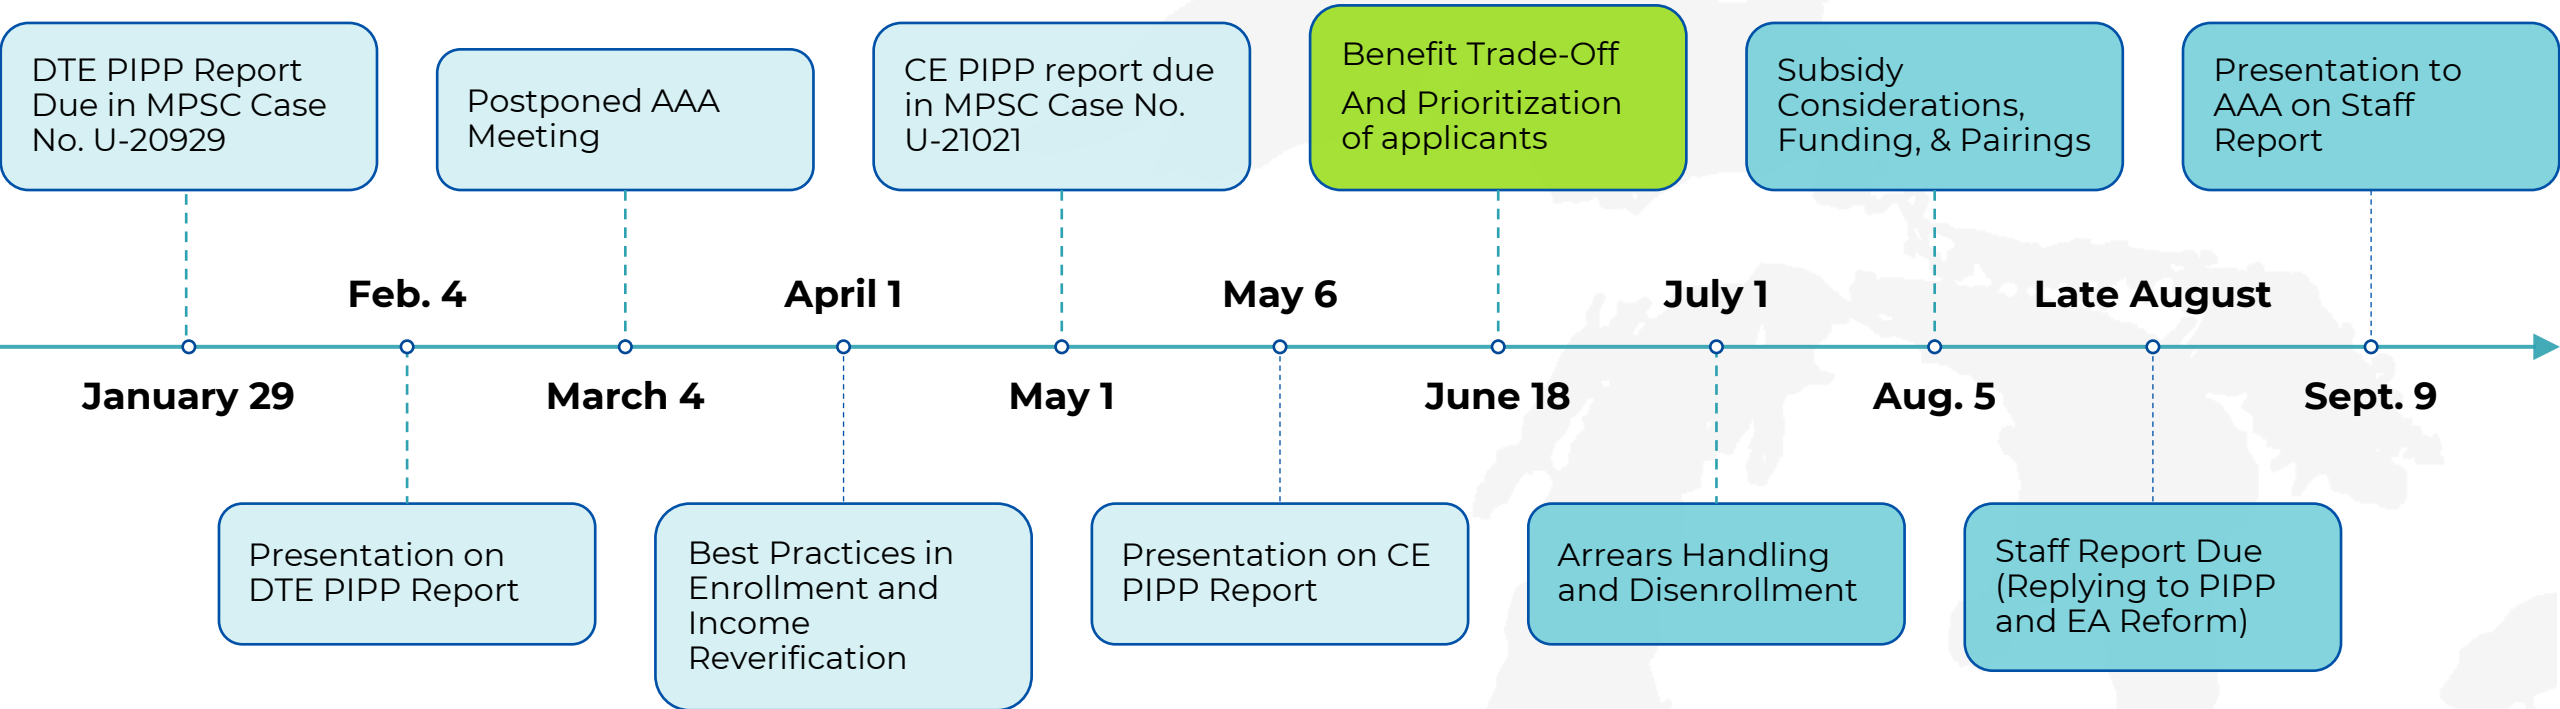 DTE PIPP Report
Due in MPSC Case
No. U-20929
Postponed AAA
Meeting
CE PIPP report due
in MPSC Case No.
U-21021
Benefit Trade-Off
And Prioritization
of applicants
Subsidy
Considerations,
Funding, & Pairings
Presentation to
AAA on Staff
Report
Feb. 4
April 1
May 6
July 1
Late August
January 29
March 4
May 1
June 18
Aug. 5
Sept. 9
Presentation on
DTE PIPP Report
Best Practices in
Enrollment and
Income
Reverification
Presentation on CE
PIPP Report
Arrears Handling
and Disenrollment
Staff Report Due
(Replying to PIPP
and EA Reform)